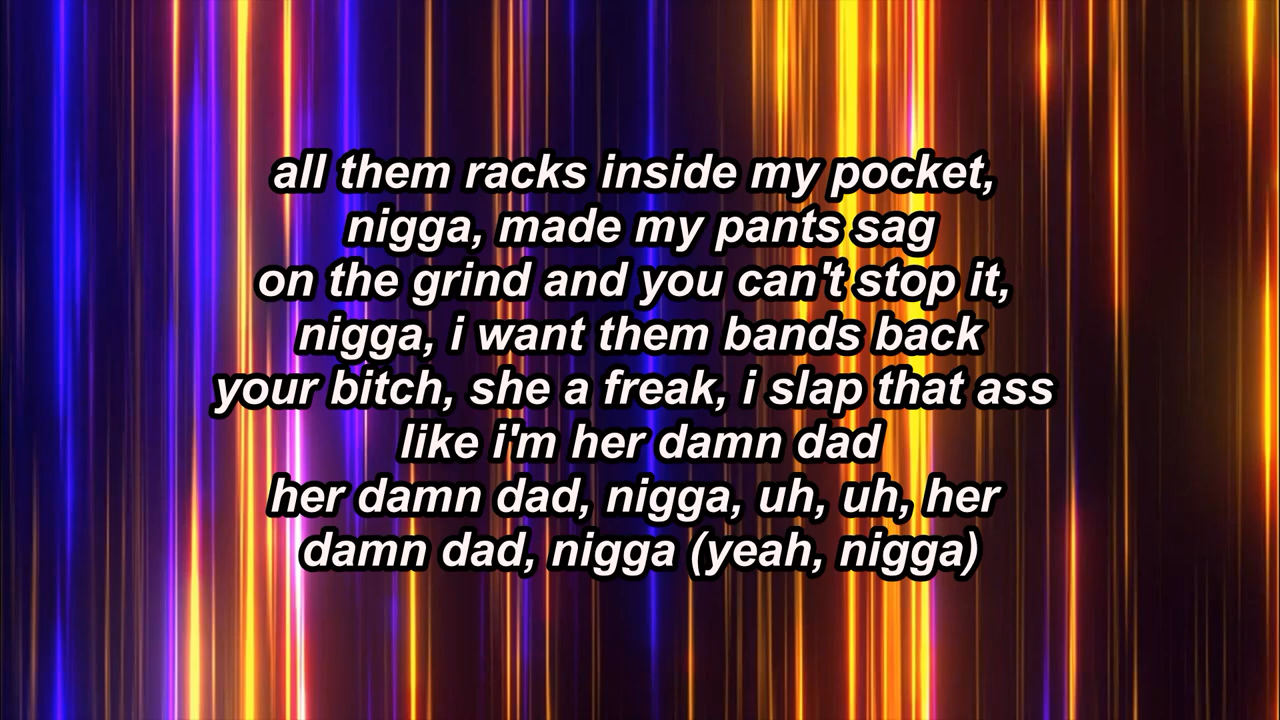 all them racks inside my pocket,
nigga, made my pants sag
on the grind and you can't stop it,
nigga, i want them bands back
your bitch, she a freak, i slap that ass
like i'm her damn dad
her damn dad, nigga, uh, uh, her
damn dad, nigga (yeah, nigga)